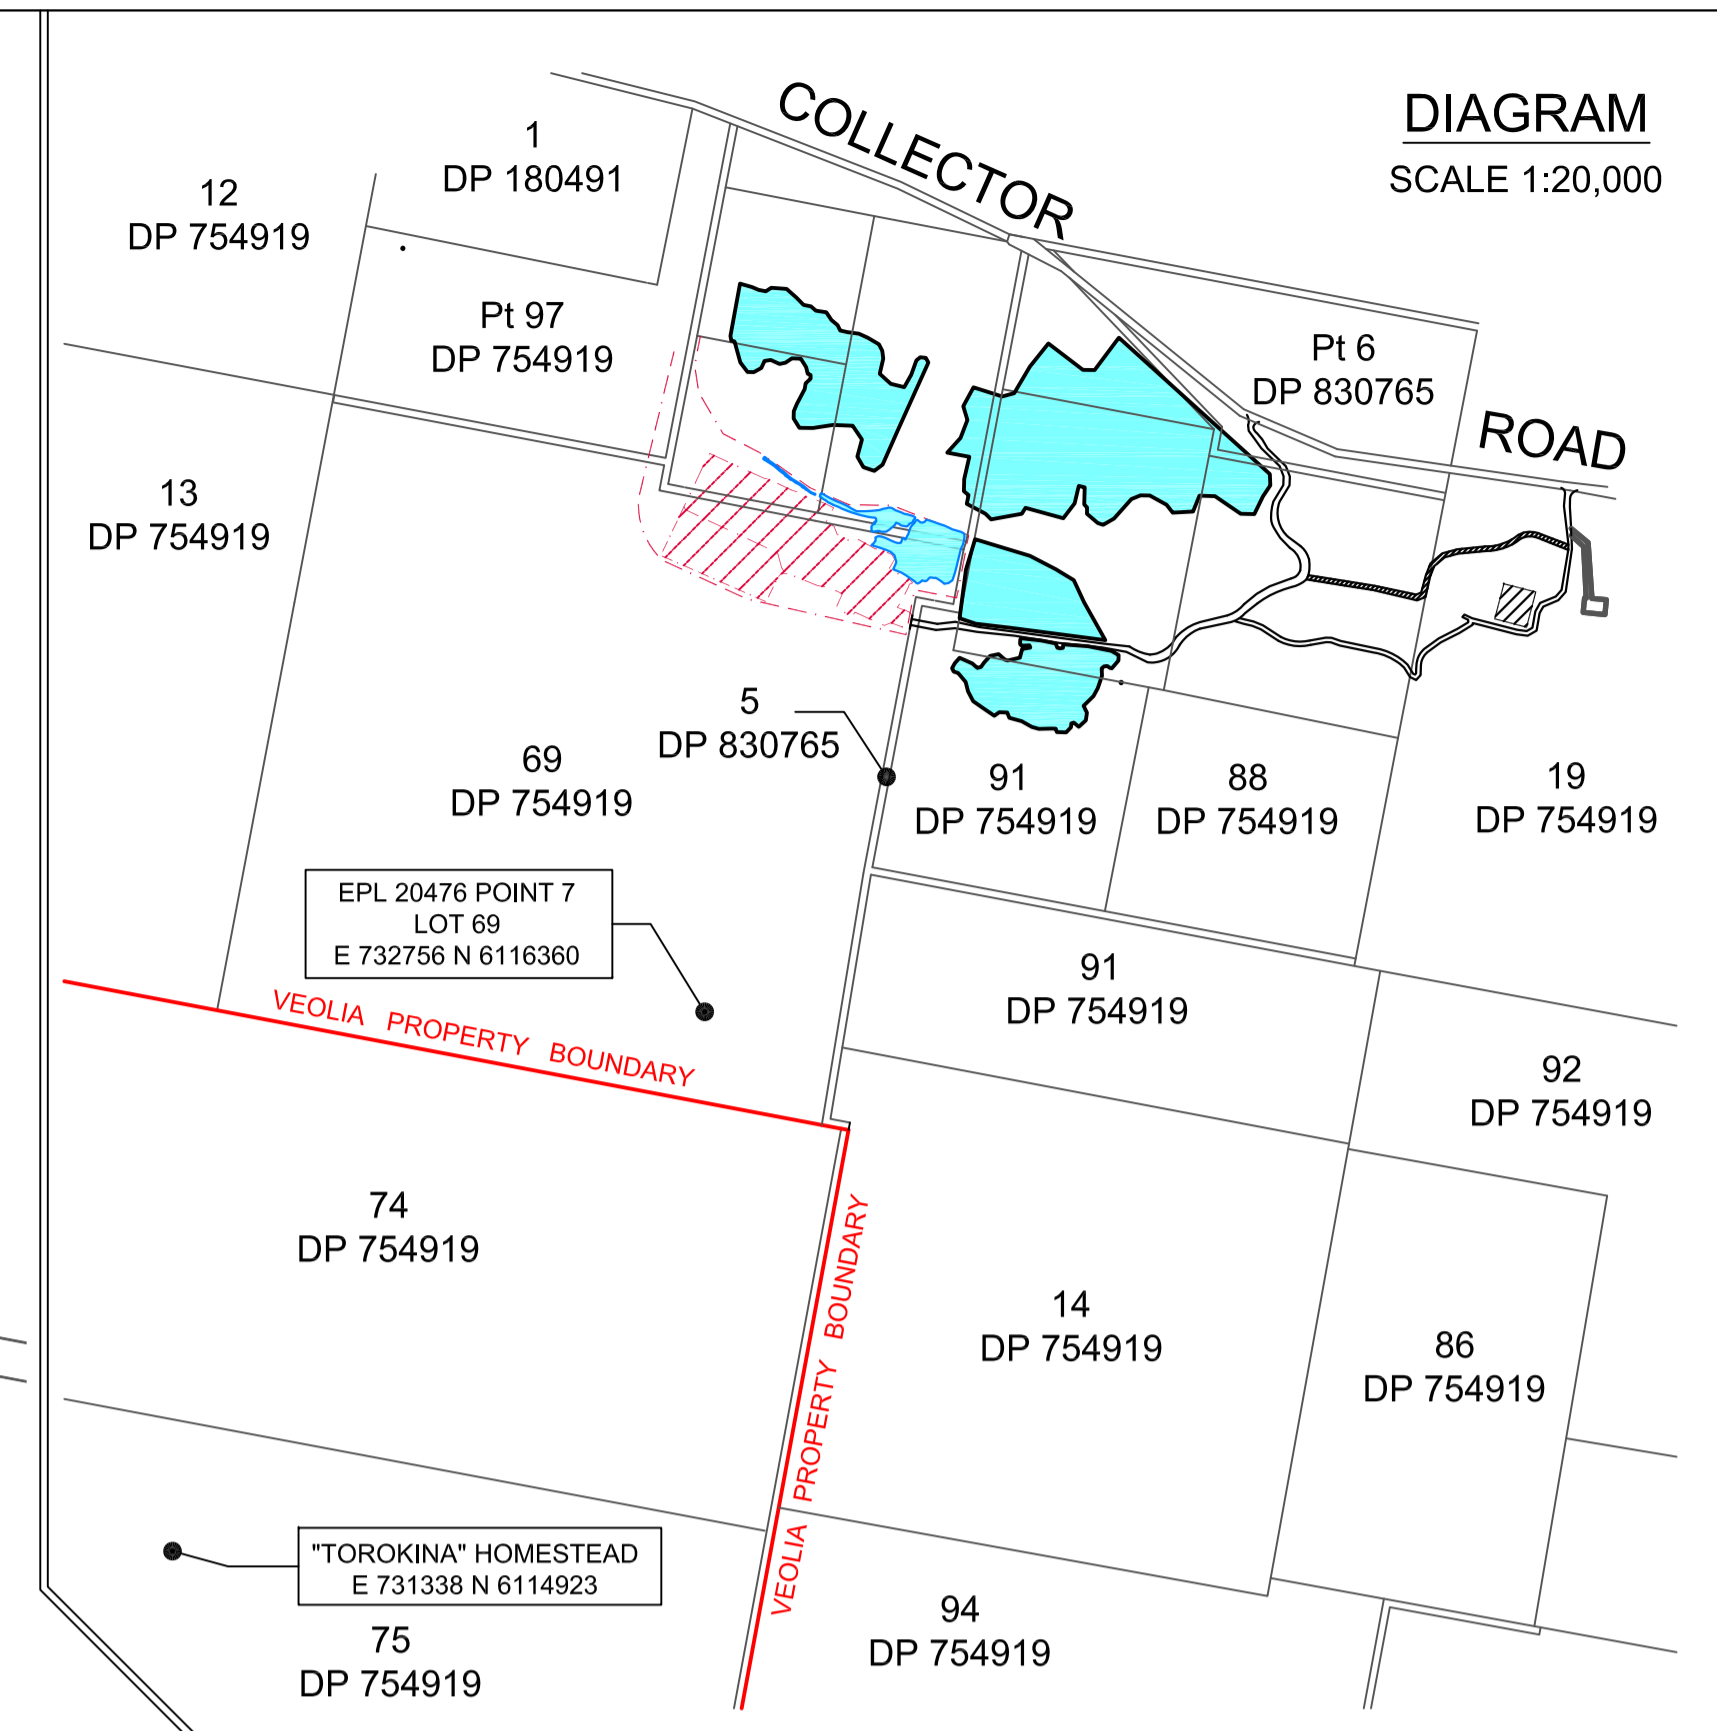 DIAGRAM
SCALE 1:20,000
COLLECTOR
ROAD
1
DP 180491
12
DP 754919
Pt 97
DP 754919
Pt 6
DP 830765
13
DP 754919
5
DP 830765
69
DP 754919
91
DP 754919
88
DP 754919
19
DP 754919
EPL 20476 POINT 7
LOT 69
E 732756 N 6116360
VEOLIA PROPERTY BOUNDARY
91
DP 754919
92
DP 754919
74
DP 754919
VEOLIA PROPERTY BOUNDARY
14
DP 754919
86
DP 754919
"TOROKINA" HOMESTEAD
E 731338 N 6114923
75
DP 754919
94
DP 754919